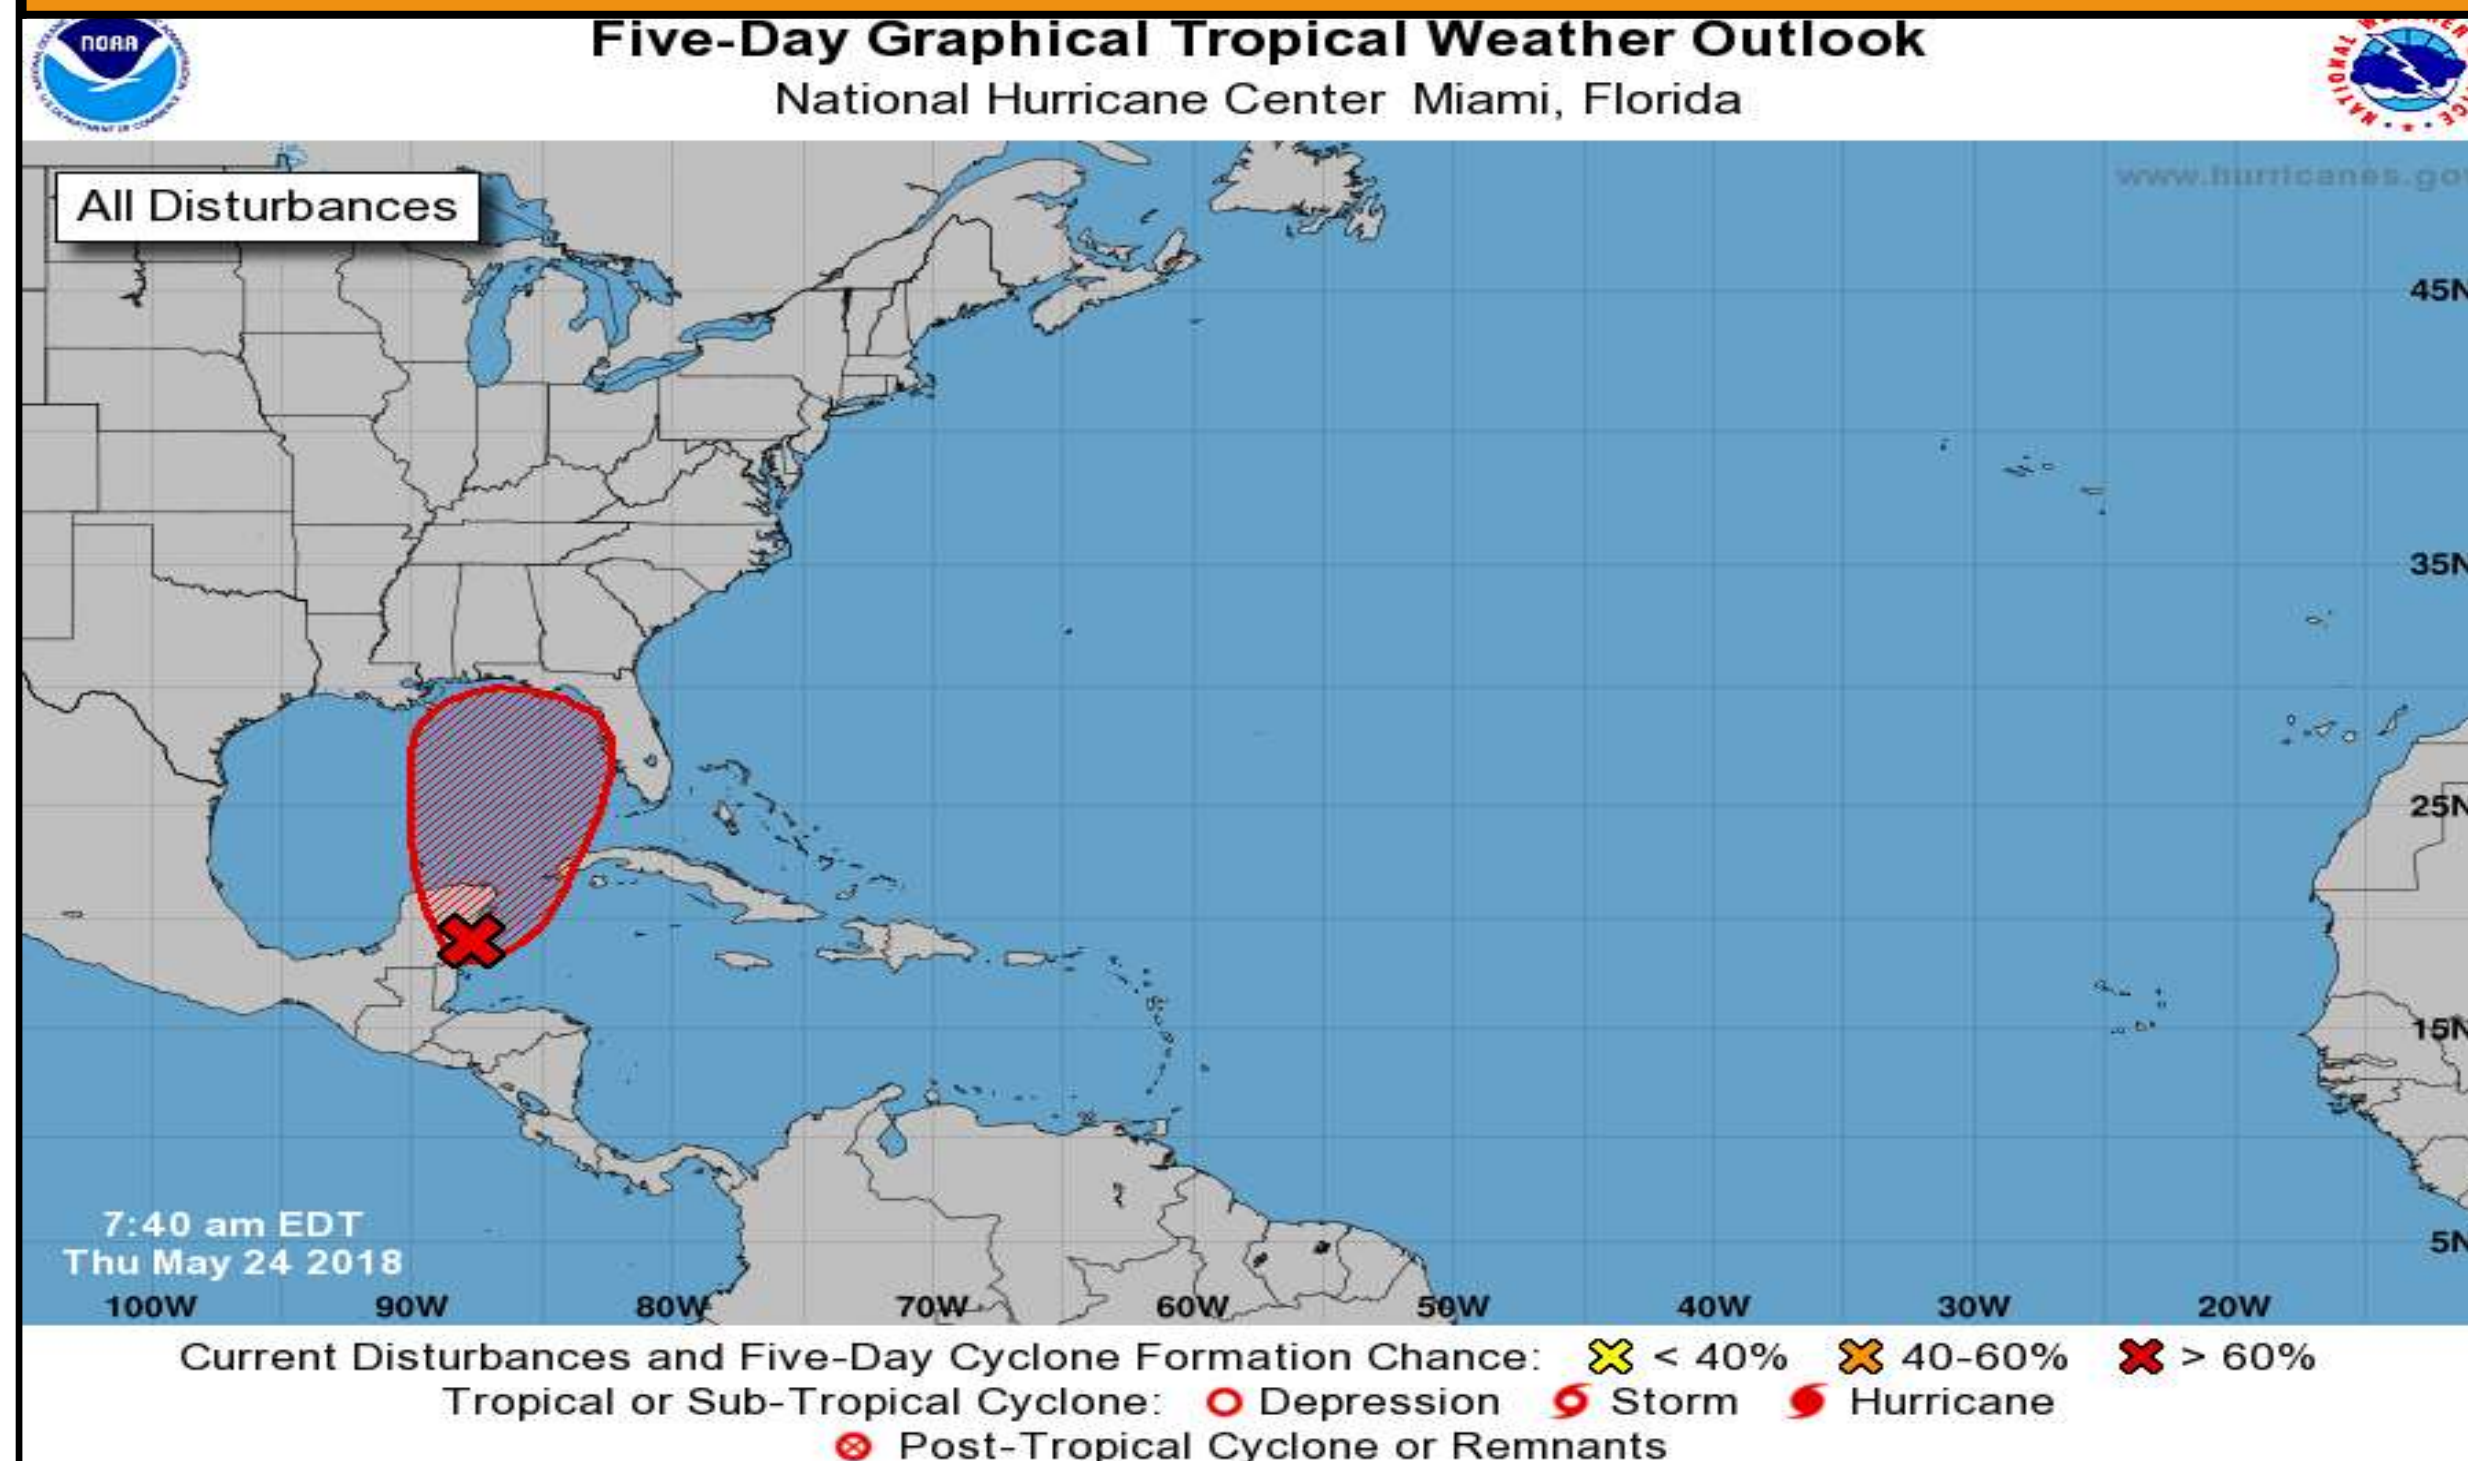 NOAA
Five-Day Graphical Tropical Weather Outlook
National Hurricane Center Miami, Florida
All Disturbances
www.hurricanes.gov
45N
35N
25N
15N
5N
7:40 am EDT
Thu May 24 2018
100W 90W 80W 70W 60W 50W 40W 30W 20W
Current Disturbances and Five-Day Cyclone Formation Chance: < 40% 40-60% > 60%
Tropical or Sub-Tropical Cyclone: Depression Storm Hurricane
Post-Tropical Cyclone or Remnants